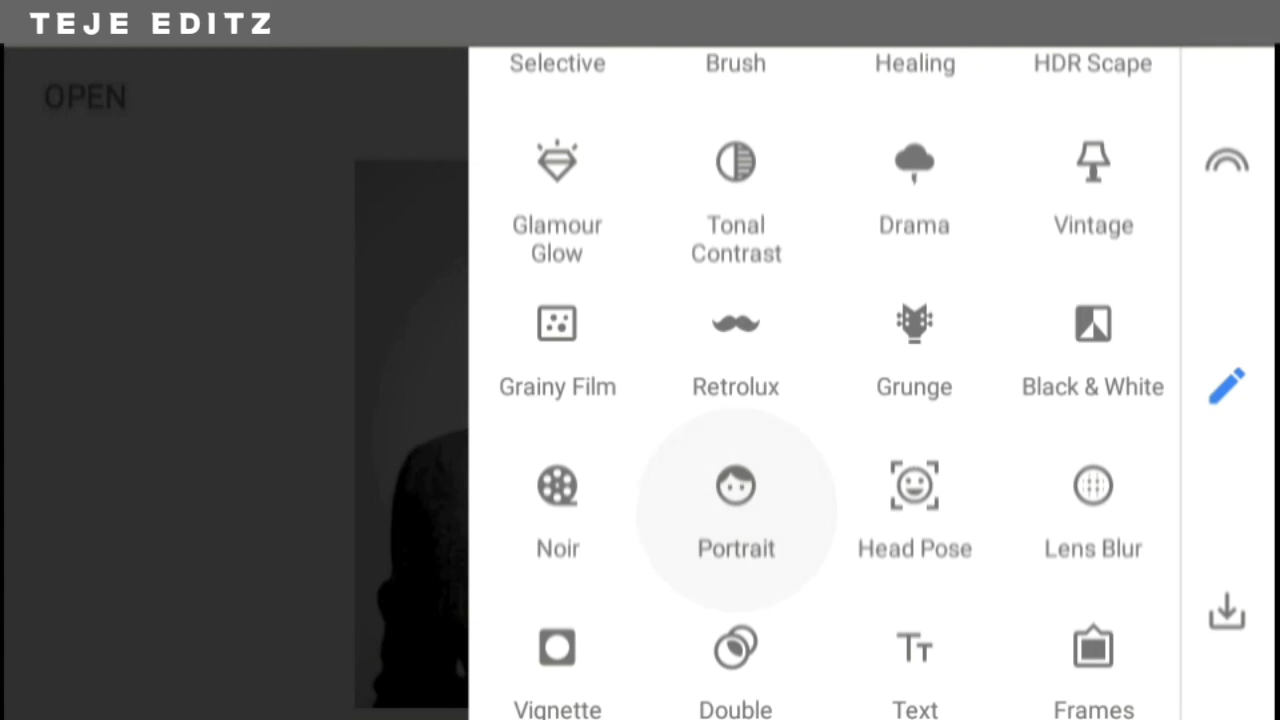 TEJE EDITZ
OPEN
Selective Brush Healing HDR Scape
Glamour Glow Tonal Contrast Drama Vintage
Grainy Film Retrolux Grunge Black & White
Noir Portrait Head Pose Lens Blur
Vignette Double Text Frames